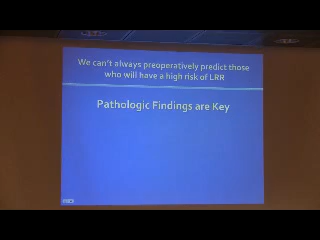 We can't always preoperatively predict those
who will have a high risk of LRR
Pathologic Findings are Key